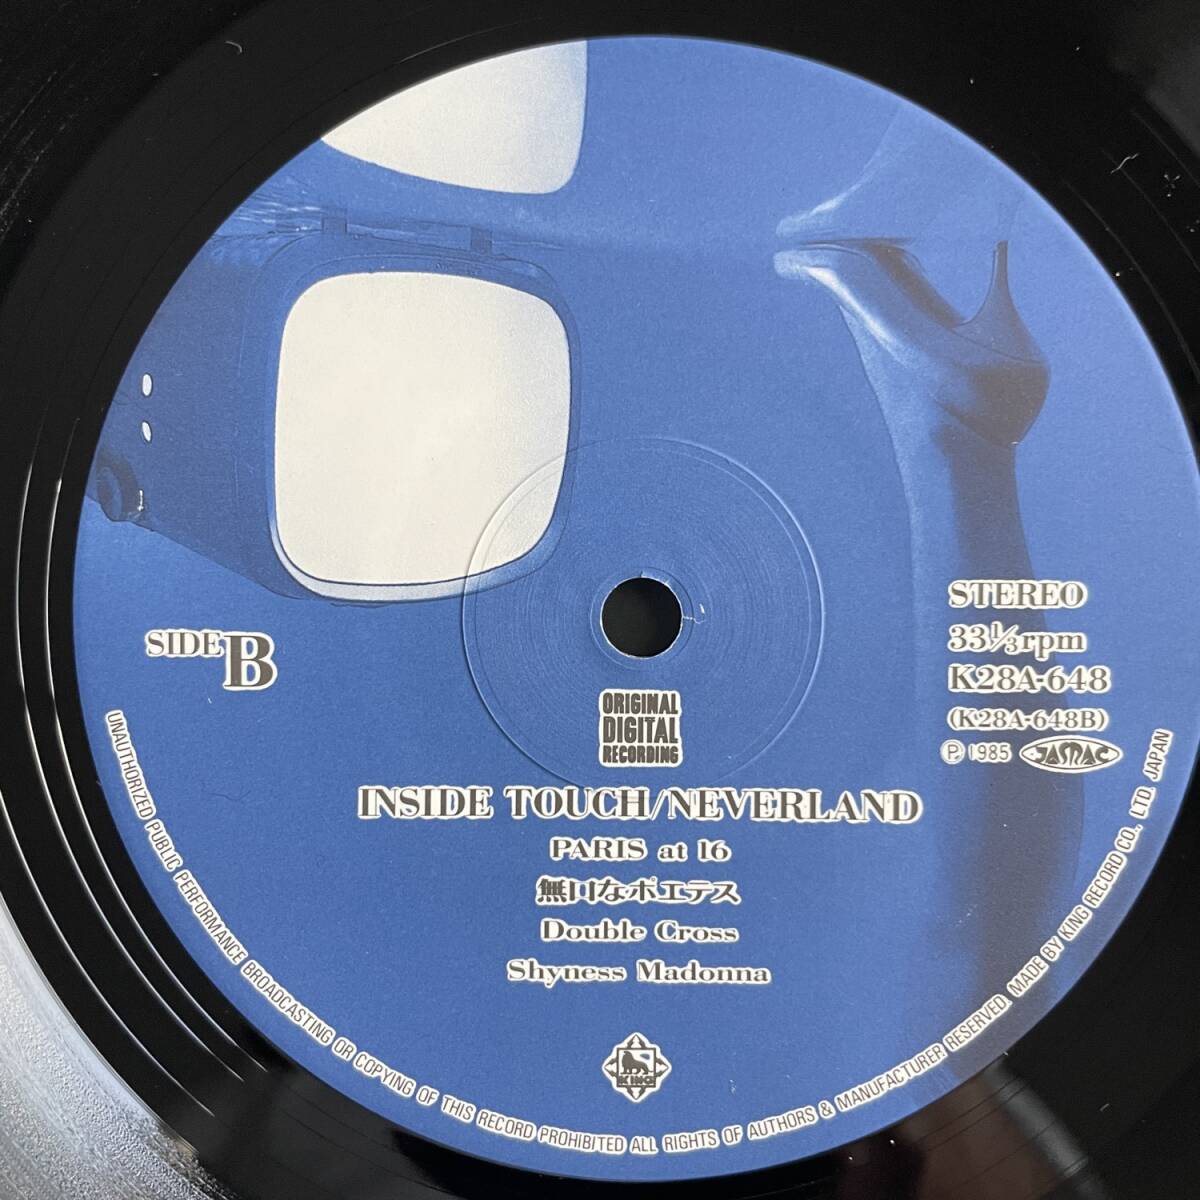 STEREO
33⅓rpm
K28A-648
(K28A-648B)
Ⓟ 1985 JASRAC
SIDE B
ORIGINAL
DIGITAL
RECORDING
INSIDE TOUCH/NEVERLAND
PARIS at 16
無口なポエテス
Double Cross
Shyness Madonna
KING
UNAUTHORIZED PUBLIC PERFORMANCE BROADCASTING OR COPYING OF THIS RECORD PROHIBITED ALL RIGHTS OF AUTHORS & MANUFACTURER RESERVED. MADE BY KING RECORD CO., LTD. JAPAN